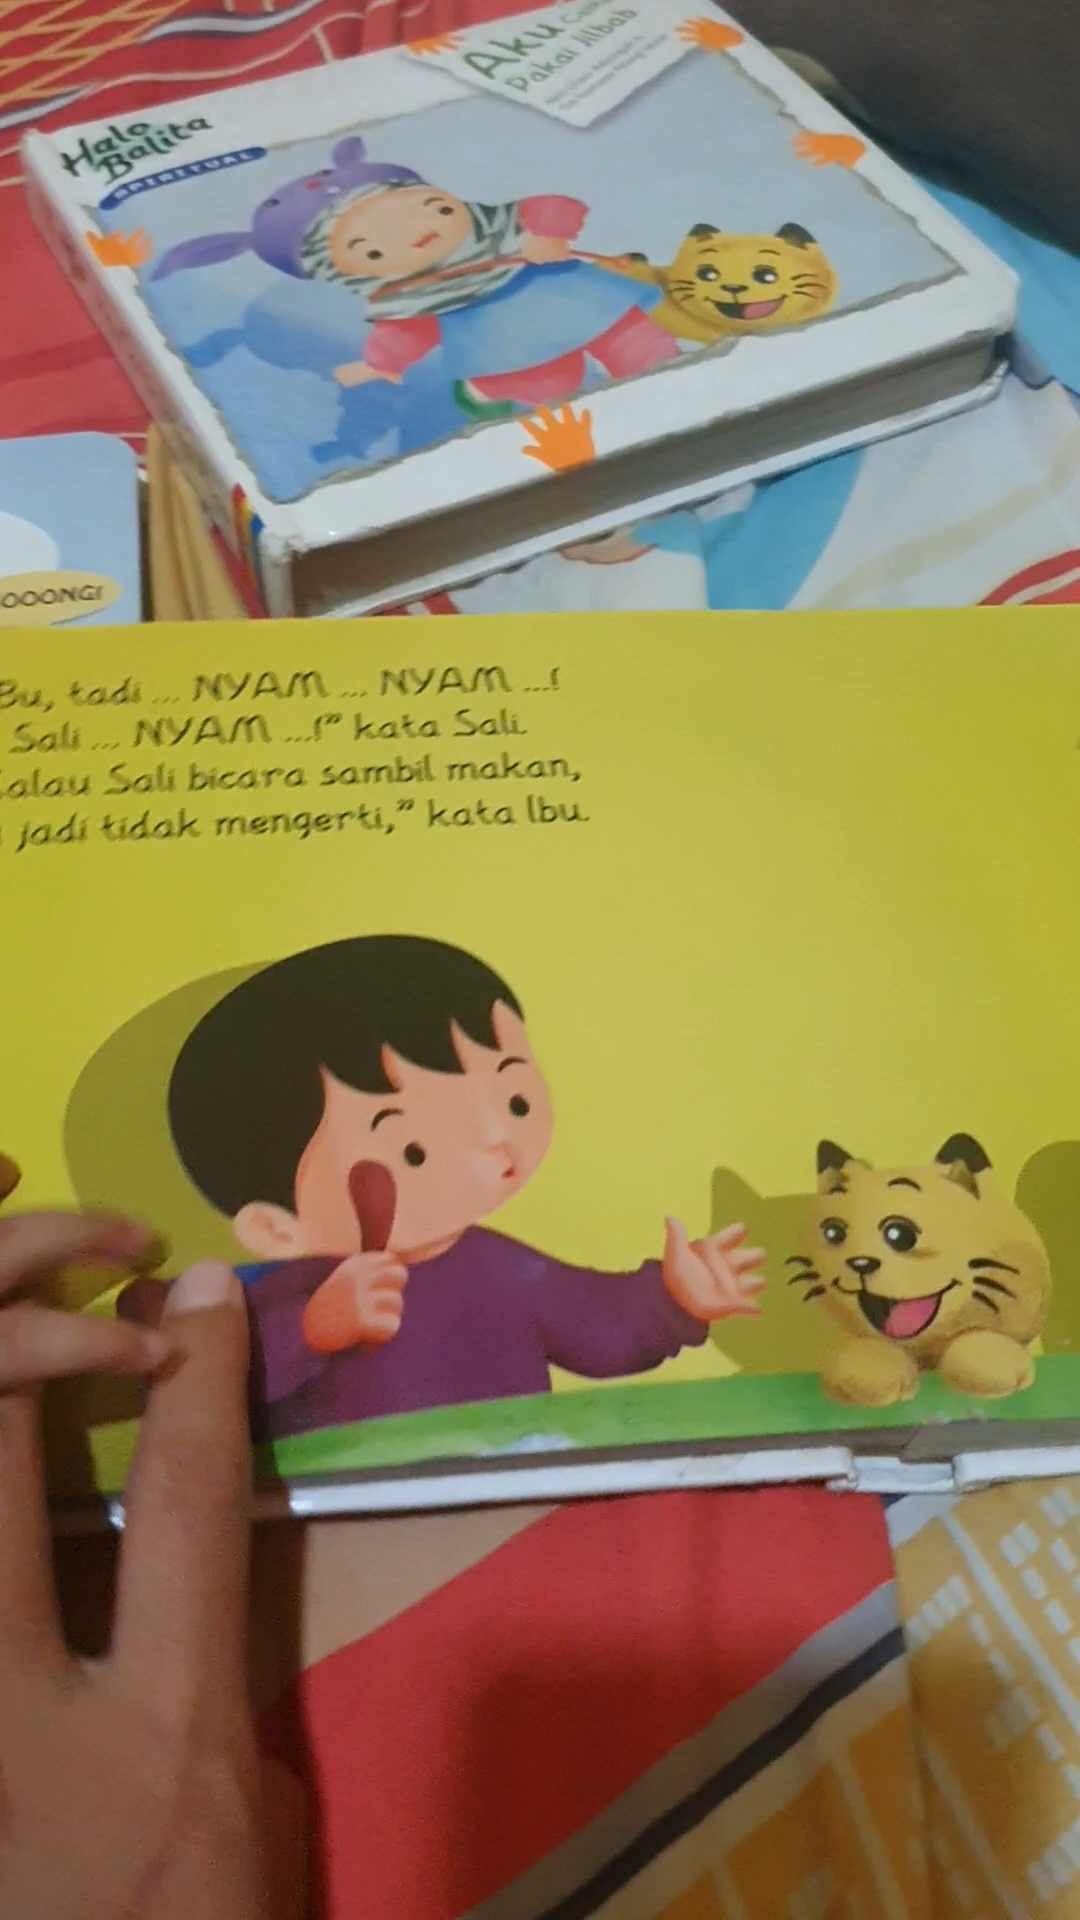 Halo
Balita
SPIRITUAL
Aku
Pakai Jilbab
OOONG!
Bu, tadi ... NYAM ... NYAM ...!
Sali ... NYAM ...!" kata Sali.
alau Sali bicara sambil makan,
jadi tidak mengerti," kata Ibu.